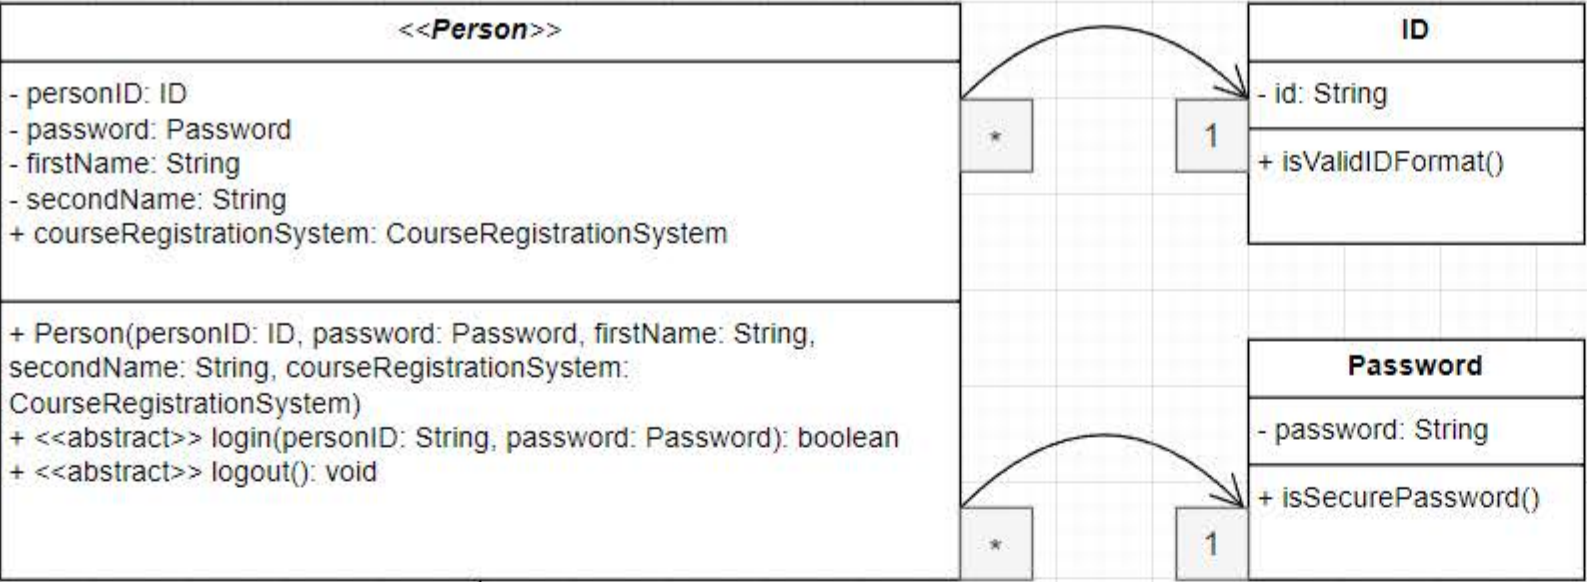 <<Person>>
- personID: ID
- password: Password
- firstName: String
- secondName: String
+ courseRegistrationSystem: CourseRegistrationSystem
+ Person(personID: ID, password: Password, firstName: String,
secondName: String, courseRegistrationSystem:
CourseRegistrationSystem)
+ <<abstract>> login(personID: String, password: Password): boolean
+ <<abstract>> logout(): void
*
1
ID
- id: String
+ isValidIDFormat()
*
1
Password
- password: String
+ isSecurePassword()